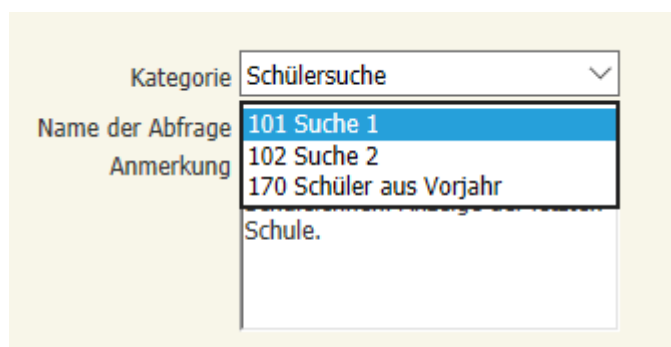 Kategorie Schülersuche
Name der Abfrage 101 Suche 1
Anmerkung 102 Suche 2
170 Schüler aus Vorjahr
Schule.